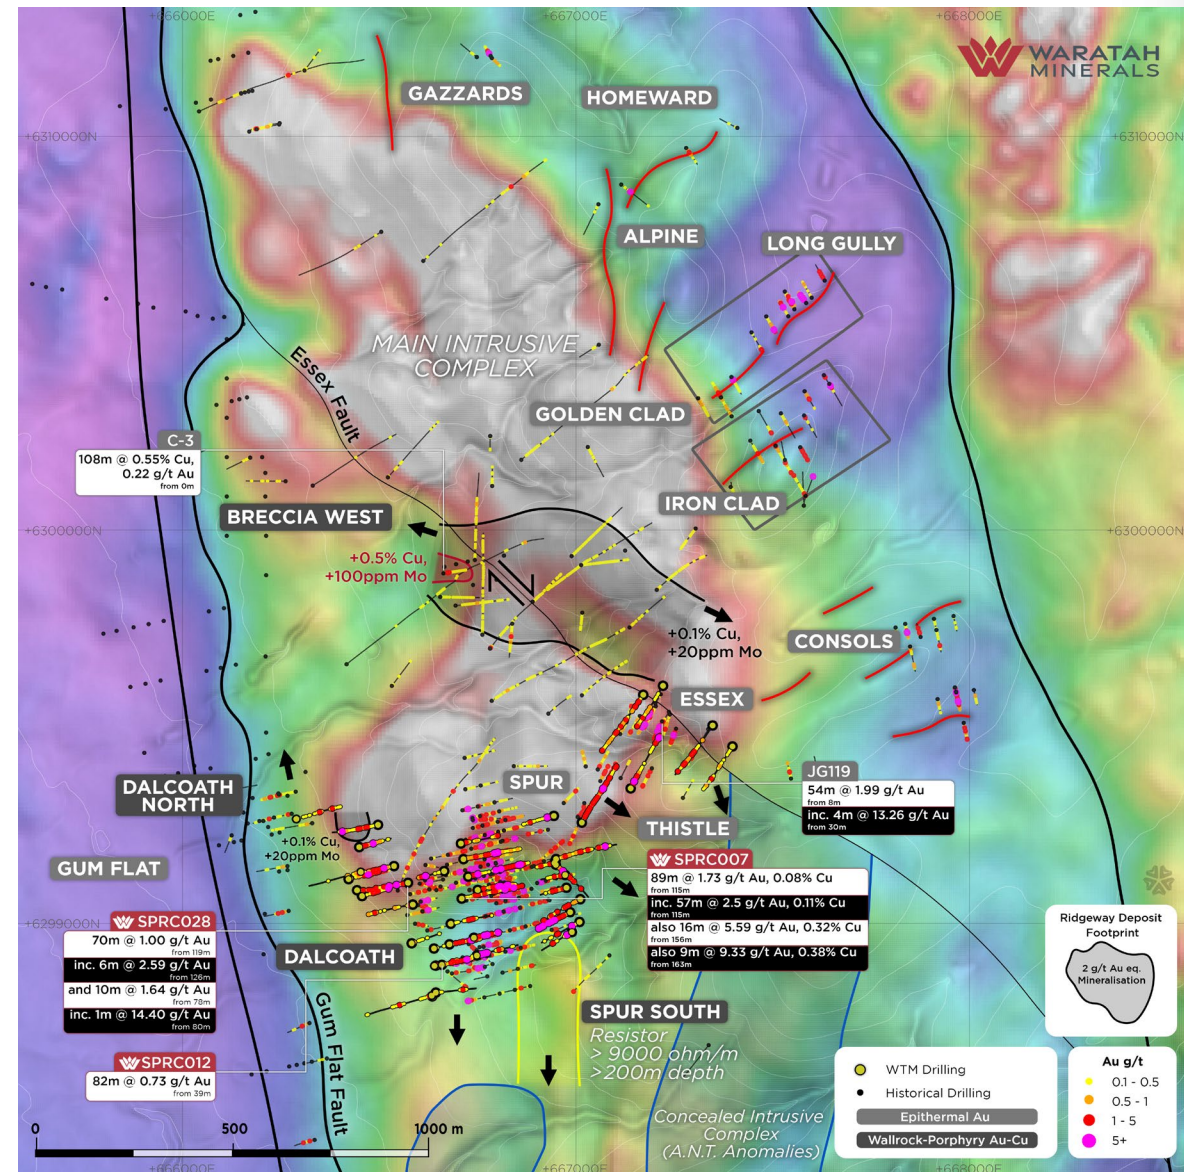 +666000E
+667000E
+668000E
WARATAH
MINERALS
GAZZARDS
HOMEWARD
+6310000N
+6310000N
ALPINE
LONG GULLY
MAIN INTRUSIVE
COMPLEX
Essex Fault
GOLDEN CLAD
C-3
108m @ 0.55% Cu,
0.22 g/t Au
from 0m
IRON CLAD
BRECCIA WEST
+6300000N
+6300000N
+0.5% Cu,
+100ppm Mo
+0.1% Cu,
+20ppm Mo
CONSOLS
ESSEX
DALCOATH
NORTH
SPUR
JG119
54m @ 1.99 g/t Au
from 8m
inc. 4m @ 13.26 g/t Au
from 30m
THISTLE
+0.1% Cu,
+20ppm Mo
GUM FLAT
SPRC007
89m @ 1.73 g/t Au, 0.08% Cu
from 115m
inc. 57m @ 2.5 g/t Au, 0.11% Cu
from 115m
also 16m @ 5.59 g/t Au, 0.32% Cu
from 156m
also 9m @ 9.33 g/t Au, 0.38% Cu
from 163m
+6299000N
+6299000N
SPRC028
70m @ 1.00 g/t Au
from 119m
inc. 6m @ 2.59 g/t Au
from 126m
and 10m @ 1.64 g/t Au
from 78m
inc. 1m @ 14.40 g/t Au
from 80m
DALCOATH
Ridgeway Deposit
Footprint
2 g/t Au eq.
Mineralisation
Gum Flat Fault
SPUR SOUTH
Resistor
> 9000 ohm/m
>200m depth
SPRC012
82m @ 0.73 g/t Au
from 39m
WTM Drilling
Historical Drilling
Epithermal Au
Wallrock-Porphyry Au-Cu
Au g/t
0.1 - 0.5
0.5 - 1
1 - 5
5+
Concealed Intrusive
Complex
(A.N.T. Anomalies)
0
500
1000 m
+666000E
+667000E
+668000E